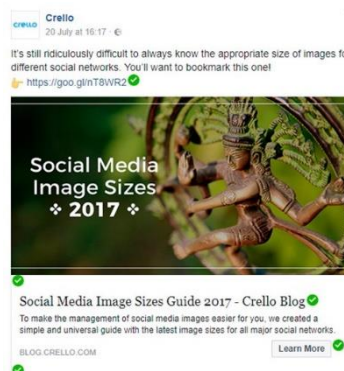 crello
Crello
20 July at 16:17 ·
It's still ridiculously difficult to always know the appropriate size of images fo
different social networks. You'll want to bookmark this one!
https://goo.gl/nT8WR2
Social Media
Image Sizes
2017
Social Media Image Sizes Guide 2017 - Crello Blog
To make the management of social media images easier for you, we created a
simple and universal guide with the latest image sizes for all major social networks.
BLOG.CRELLO.COM
Learn More